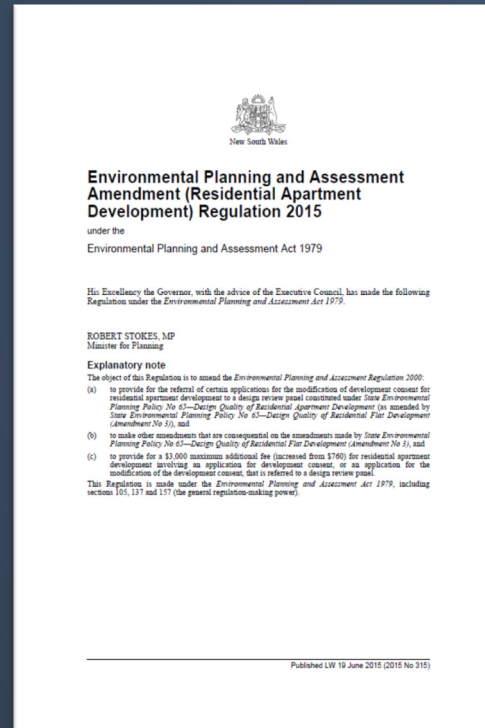 New South Wales
Environmental Planning and Assessment
Amendment (Residential Apartment
Development) Regulation 2015
under the
Environmental Planning and Assessment Act 1979
His Excellency the Governor, with the advice of the Executive Council, has made the following
Regulation under the Environmental Planning and Assessment Act 1979.
ROBERT STOKES, MP
Minister for Planning
Explanatory note
The object of this Regulation is to amend the Environmental Planning and Assessment Regulation 2000:
(a) to provide for the referral of certain applications for the modification of development consent for
residential apartment development to a design review panel constituted under State Environmental
Planning Policy No 65—Design Quality of Residential Apartment Development (as amended by
State Environmental Planning Policy No 65—Design Quality of Residential Flat Development
(Amendment No 3)), and
(b) to make other amendments that are consequential on the amendments made by State Environmental
Planning Policy No 65—Design Quality of Residential Flat Development (Amendment No 3), and
(c) to provide for a $3,000 maximum additional fee (increased from $760) for residential apartment
development involving an application for development consent, or an application for the
modification of the development consent, that is referred to a design review panel.
This Regulation is made under the Environmental Planning and Assessment Act 1979, including
sections 105, 137 and 157 (the general regulation-making power).
Published LW 19 June 2015 (2015 No 315)